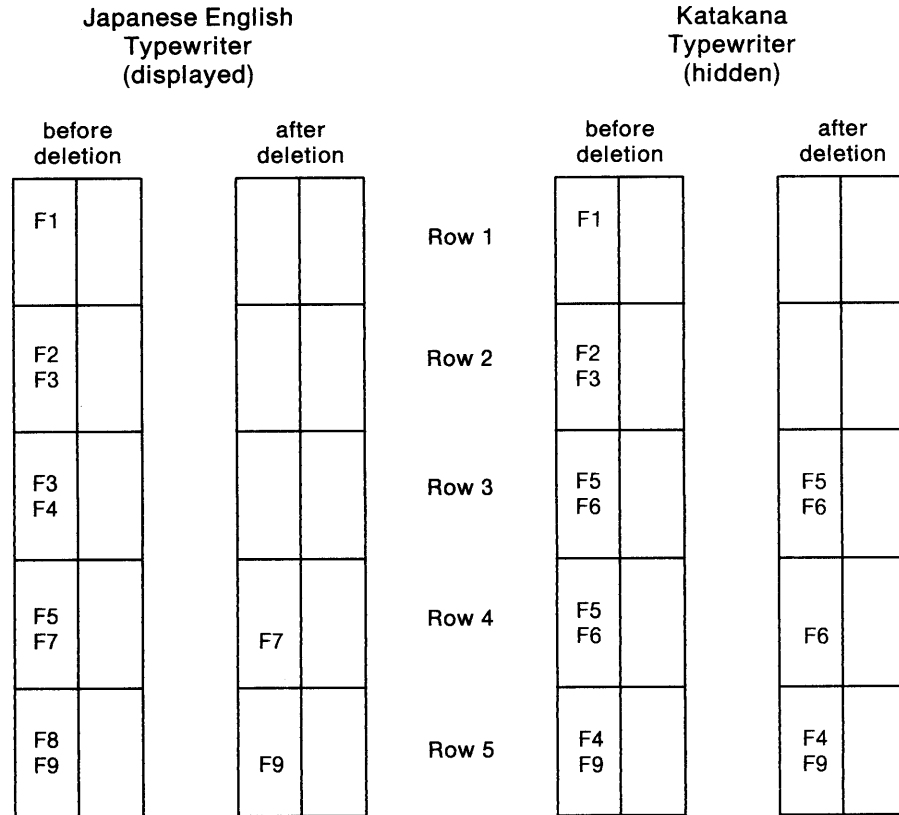 Japanese English
Typewriter
(displayed)
Katakana
Typewriter
(hidden)
before
deletion
after
deletion
before
deletion
after
deletion
F1
Row 1
F1
F2
F3
Row 2
F2
F3
F3
F4
Row 3
F5
F6
F5
F6
F5
F7
F7
Row 4
F5
F6
F6
F8
F9
F9
Row 5
F4
F9
F4
F9